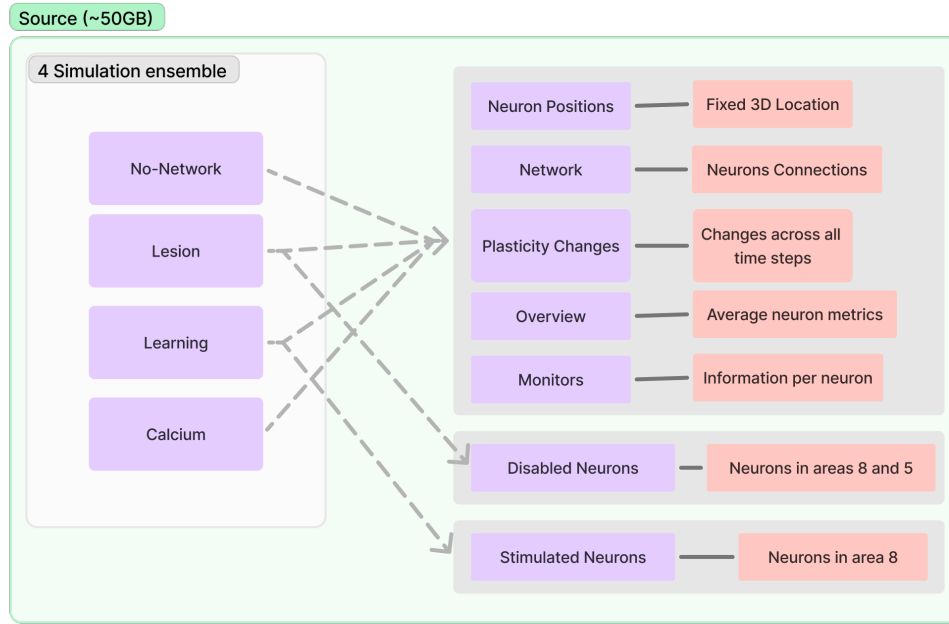 Source (~50GB)
4 Simulation ensemble
No-Network
Lesion
Learning
Calcium
Neuron Positions
Fixed 3D Location
Network
Neurons Connections
Plasticity Changes
Changes across all
time steps
Overview
Average neuron metrics
Monitors
Information per neuron
Disabled Neurons
Neurons in areas 8 and 5
Stimulated Neurons
Neurons in area 8